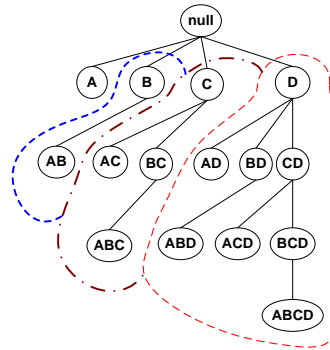 null
A B C D
AB AC BC AD BD CD
ABC ABD ACD BCD
ABCD